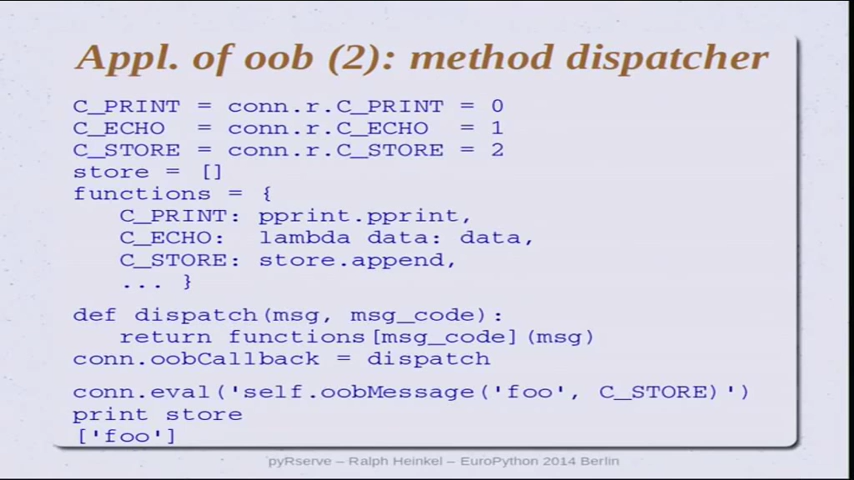 Appl. of oob (2): method dispatcher
C_PRINT = conn.r.C_PRINT = 0
C_ECHO  = conn.r.C_ECHO  = 1
C_STORE = conn.r.C_STORE = 2
store = []
functions = {
   C_PRINT: pprint.pprint,
   C_ECHO:  lambda data: data,
   C_STORE: store.append,
   ... }
def dispatch(msg, msg_code):
   return functions[msg_code](msg)
conn.oobCallback = dispatch
conn.eval('self.oobMessage('foo', C_STORE)')
print store
['foo']
pyRserve – Ralph Heinkel – EuroPython 2014 Berlin